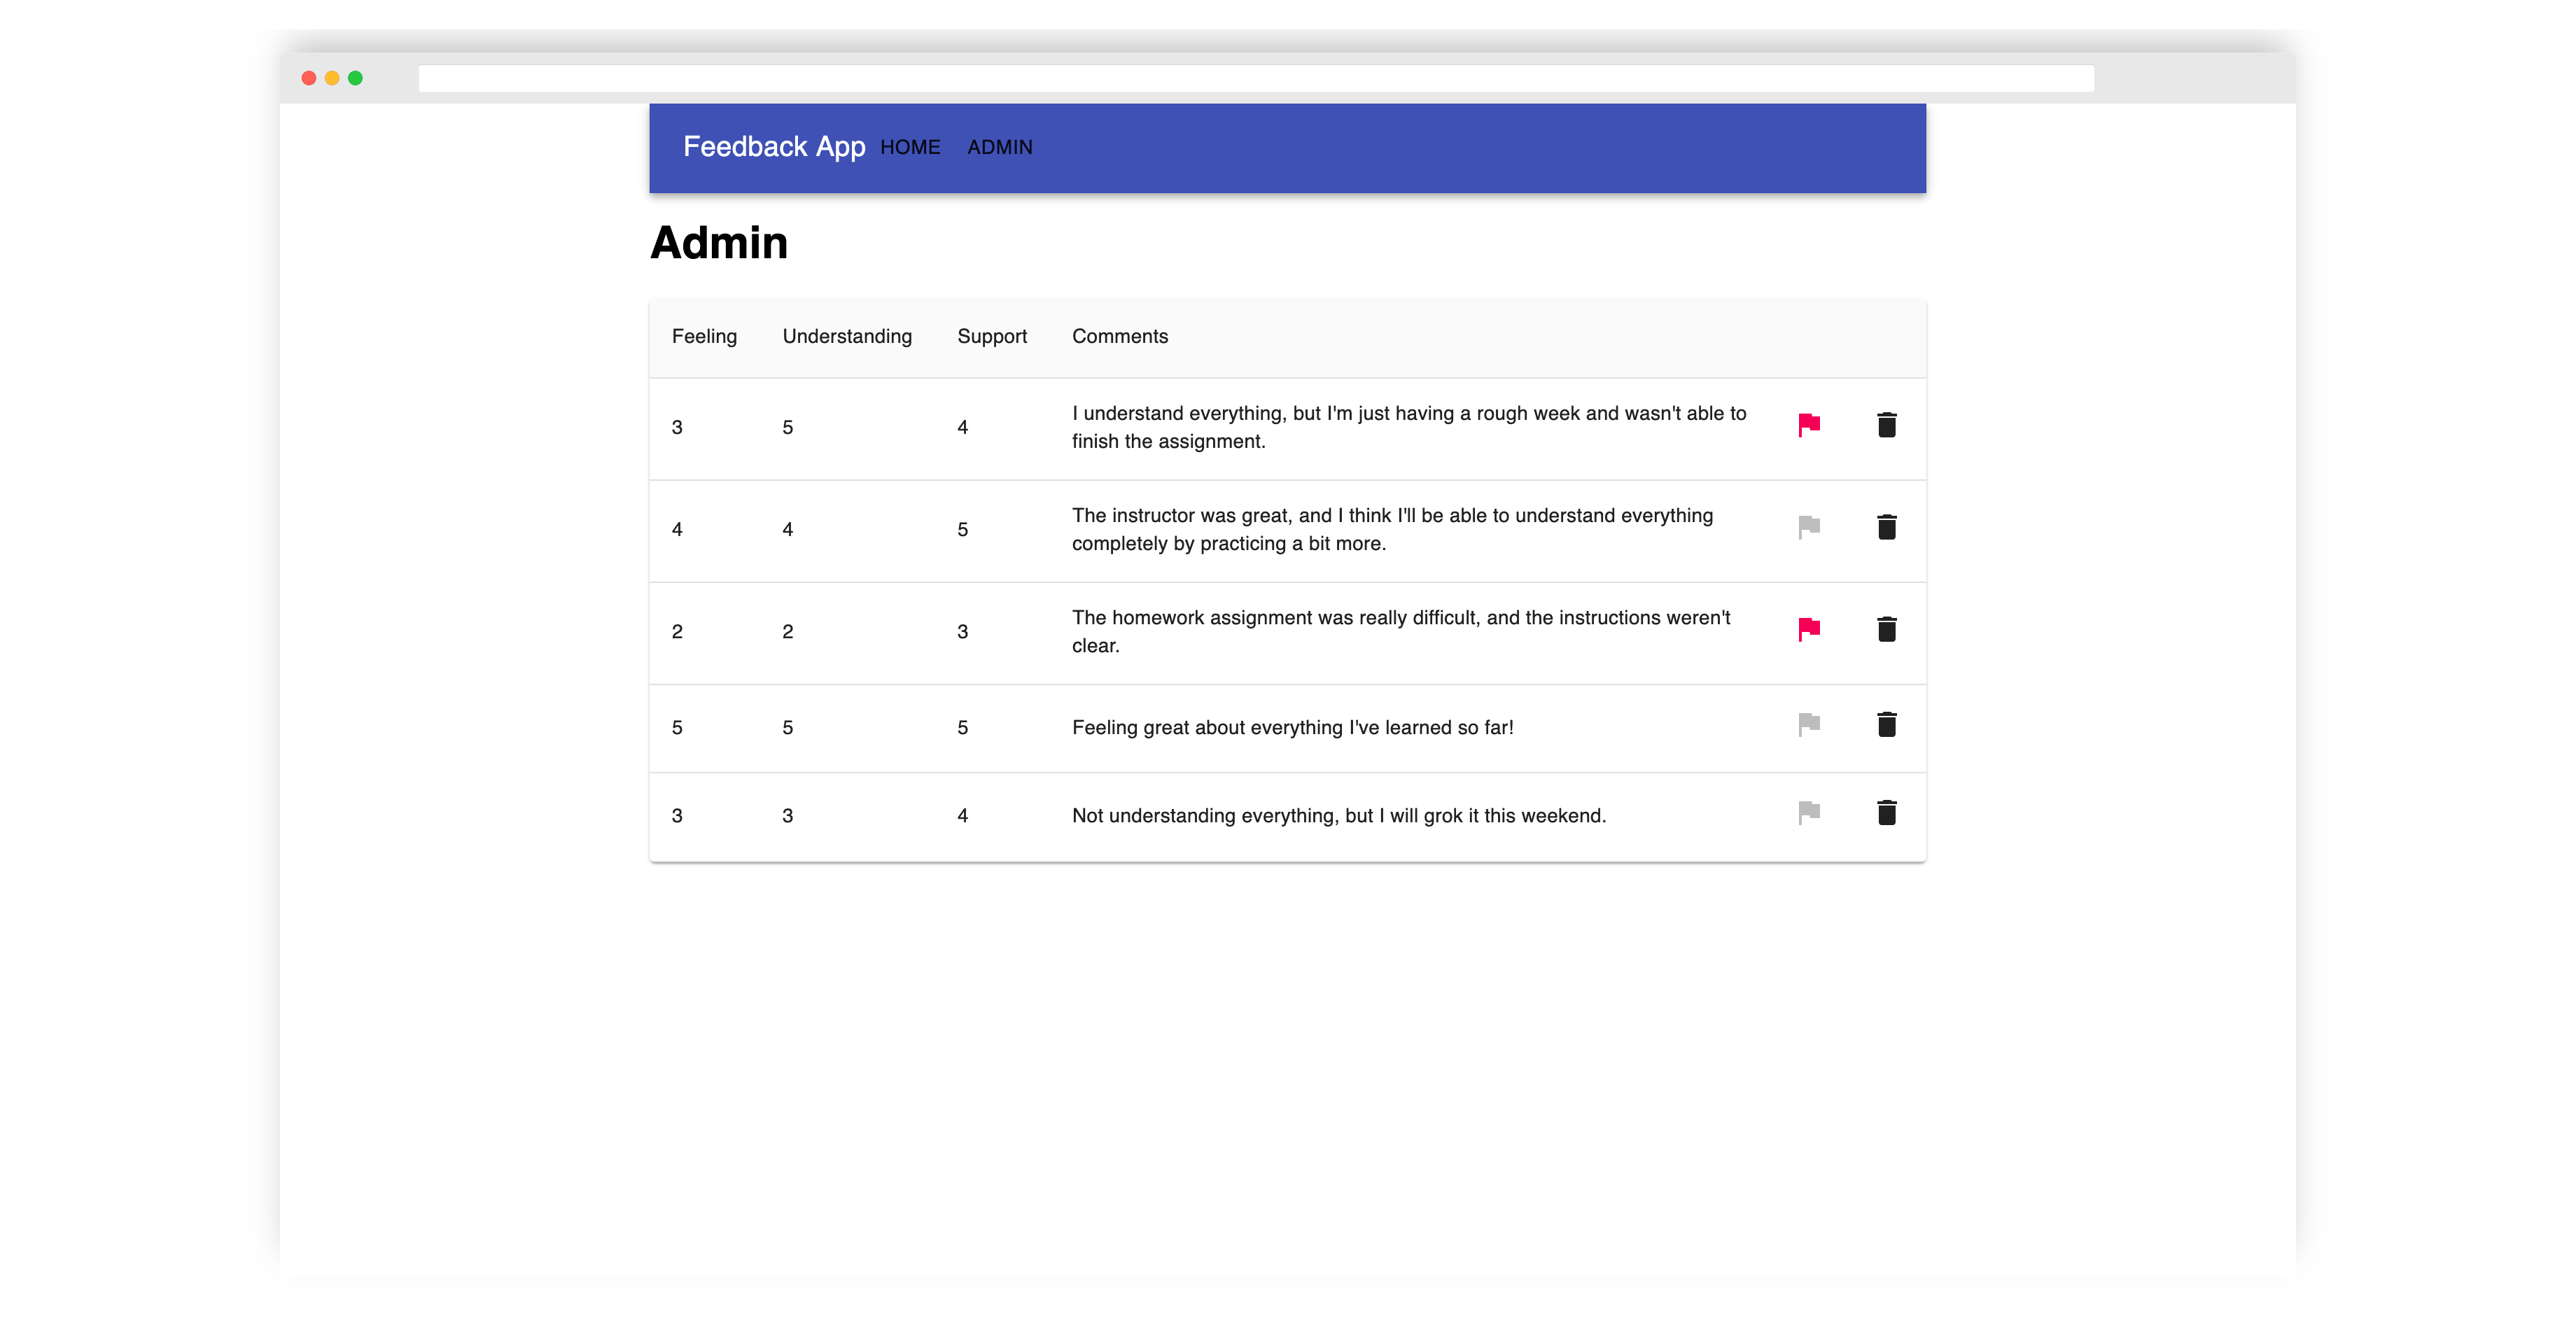 Feedback App HOME ADMIN
Admin
Feeling Understanding Support Comments
3 5 4 I understand everything, but I'm just having a rough week and wasn't able to
finish the assignment.
4 4 5 The instructor was great, and I think I'll be able to understand everything
completely by practicing a bit more.
2 2 3 The homework assignment was really difficult, and the instructions weren't
clear.
5 5 5 Feeling great about everything I've learned so far!
3 3 4 Not understanding everything, but I will grok it this weekend.